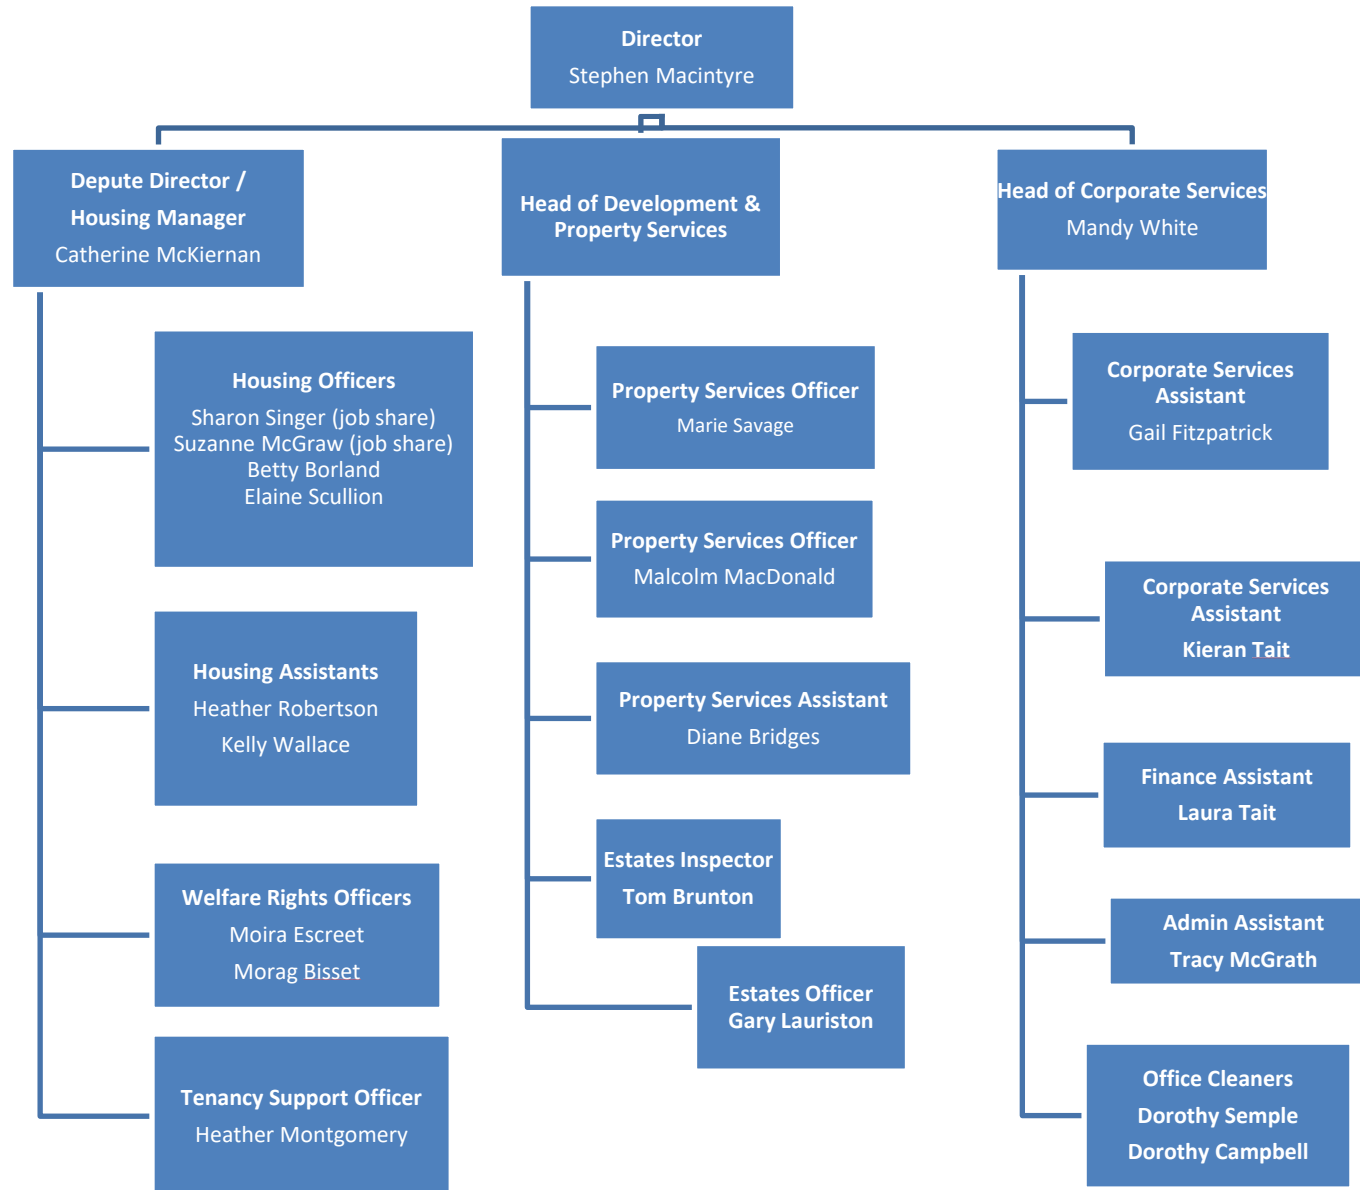 Director
Stephen Macintyre
Depute Director /
Housing Manager
Catherine McKiernan
Housing Officers
Sharon Singer (job share)
Suzanne McGraw (job share)
Betty Borland
Elaine Scullion
Housing Assistants
Heather Robertson
Kelly Wallace
Welfare Rights Officers
Moira Escreet
Morag Bisset
Tenancy Support Officer
Heather Montgomery
Head of Development &
Property Services
Property Services Officer
Marie Savage
Property Services Officer
Malcolm MacDonald
Property Services Assistant
Diane Bridges
Estates Inspector
Tom Brunton
Estates Officer
Gary Lauriston
Head of Corporate Services
Mandy White
Corporate Services
Assistant
Gail Fitzpatrick
Corporate Services
Assistant
Kieran Tait
Finance Assistant
Laura Tait
Admin Assistant
Tracy McGrath
Office Cleaners
Dorothy Semple
Dorothy Campbell